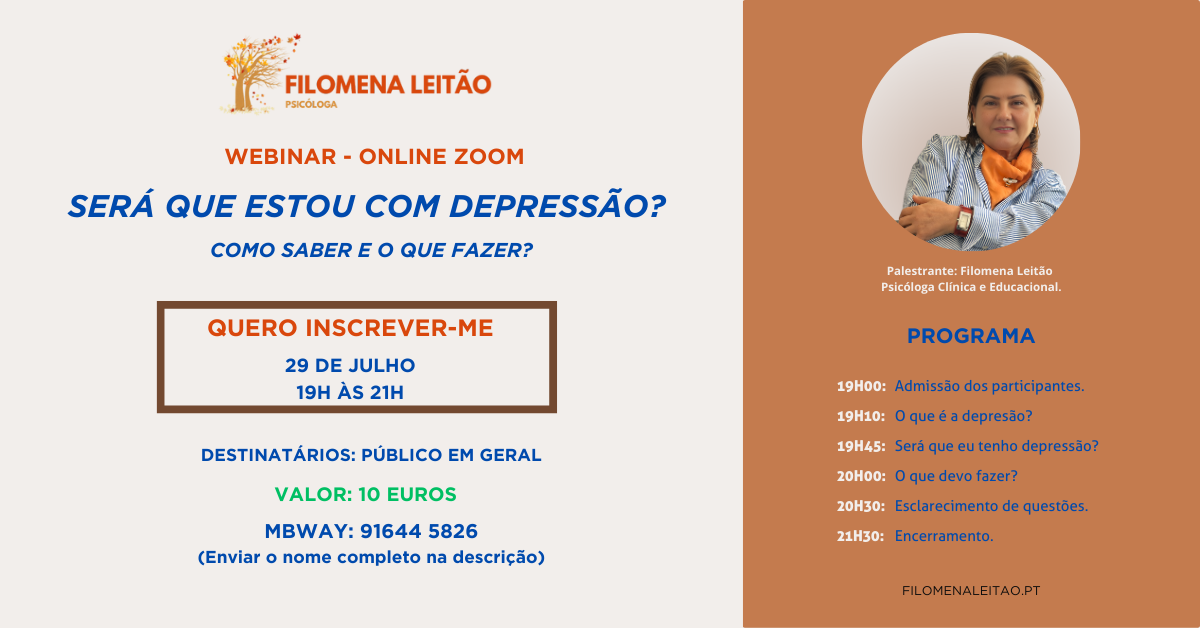 FILOMENA LEITÃO
PSICÓLOGA
WEBINAR - ONLINE ZOOM
SERÁ QUE ESTOU COM DEPRESSÃO?
COMO SABER E O QUE FAZER?
QUERO INSCREVER-ME
29 DE JULHO
19H ÀS 21H
DESTINATÁRIOS: PÚBLICO EM GERAL
VALOR: 10 EUROS
MBWAY: 91644 5826
(Enviar o nome completo na descrição)
Palestrante: Filomena Leitão
Psicóloga Clínica e Educacional.
PROGRAMA
19H00: Admissão dos participantes.
19H10: O que é a depresão?
19H45: Será que eu tenho depressão?
20H00: O que devo fazer?
20H30: Esclarecimento de questões.
21H30: Encerramento.
FILOMENALEITAO.PT